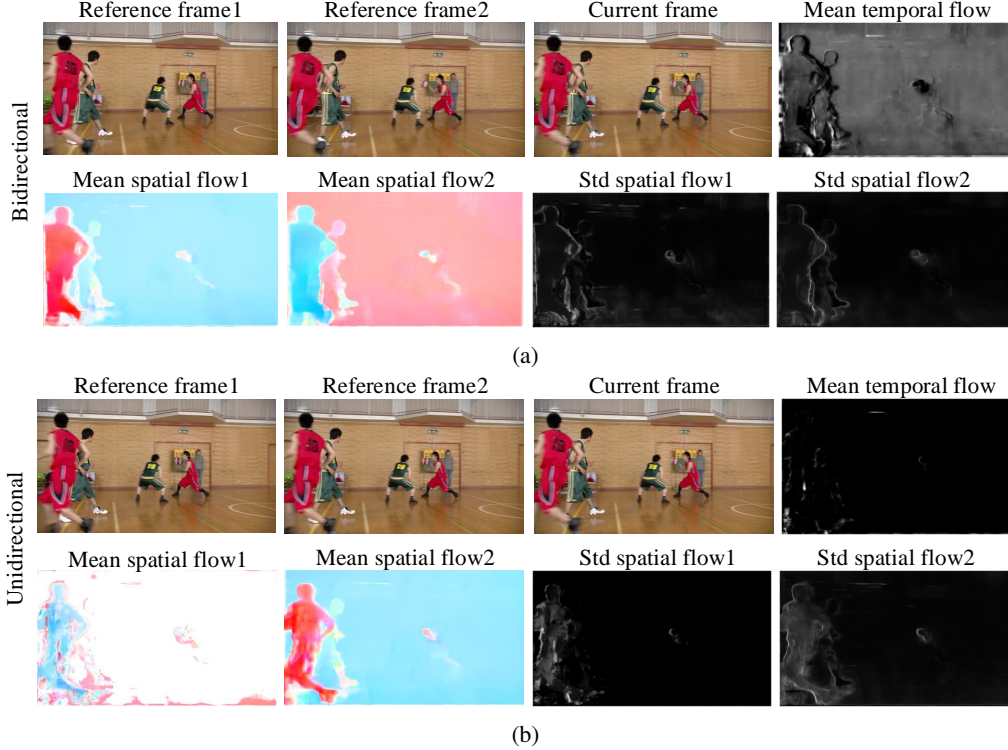 Reference frame1 Reference frame2 Current frame Mean temporal flow
Bidirectional
Mean spatial flow1 Mean spatial flow2 Std spatial flow1 Std spatial flow2
(a)
Reference frame1 Reference frame2 Current frame Mean temporal flow
Unidirectional
Mean spatial flow1 Mean spatial flow2 Std spatial flow1 Std spatial flow2
(b)